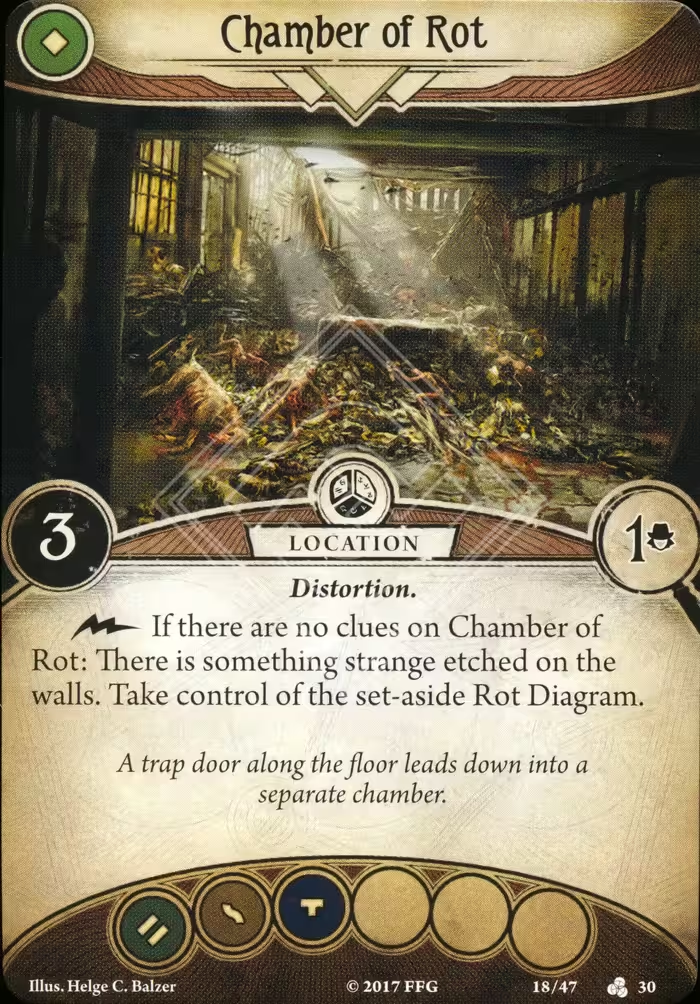 Chamber of Rot
3
1
LOCATION
Distortion.
If there are no clues on Chamber of
Rot: There is something strange etched on the
walls. Take control of the set-aside Rot Diagram.
A trap door along the floor leads down into a
separate chamber.
Illus. Helge C. Balzer
© 2017 FFG
18/47
30